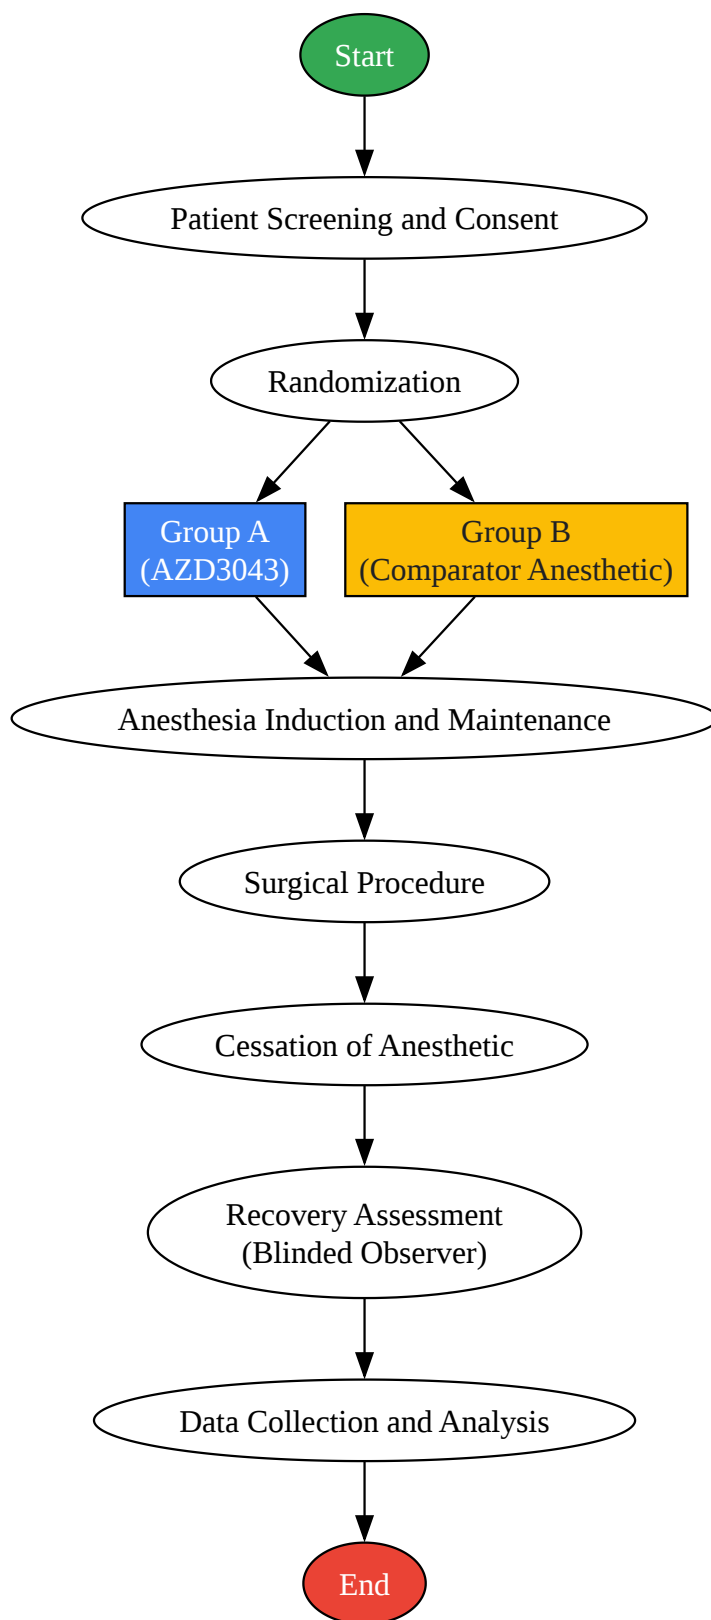 Start
Patient Screening and Consent
Randomization
Group A
(AZD3043)
Group B
(Comparator Anesthetic)
Anesthesia Induction and Maintenance
Surgical Procedure
Cessation of Anesthetic
Recovery Assessment
(Blinded Observer)
Data Collection and Analysis
End